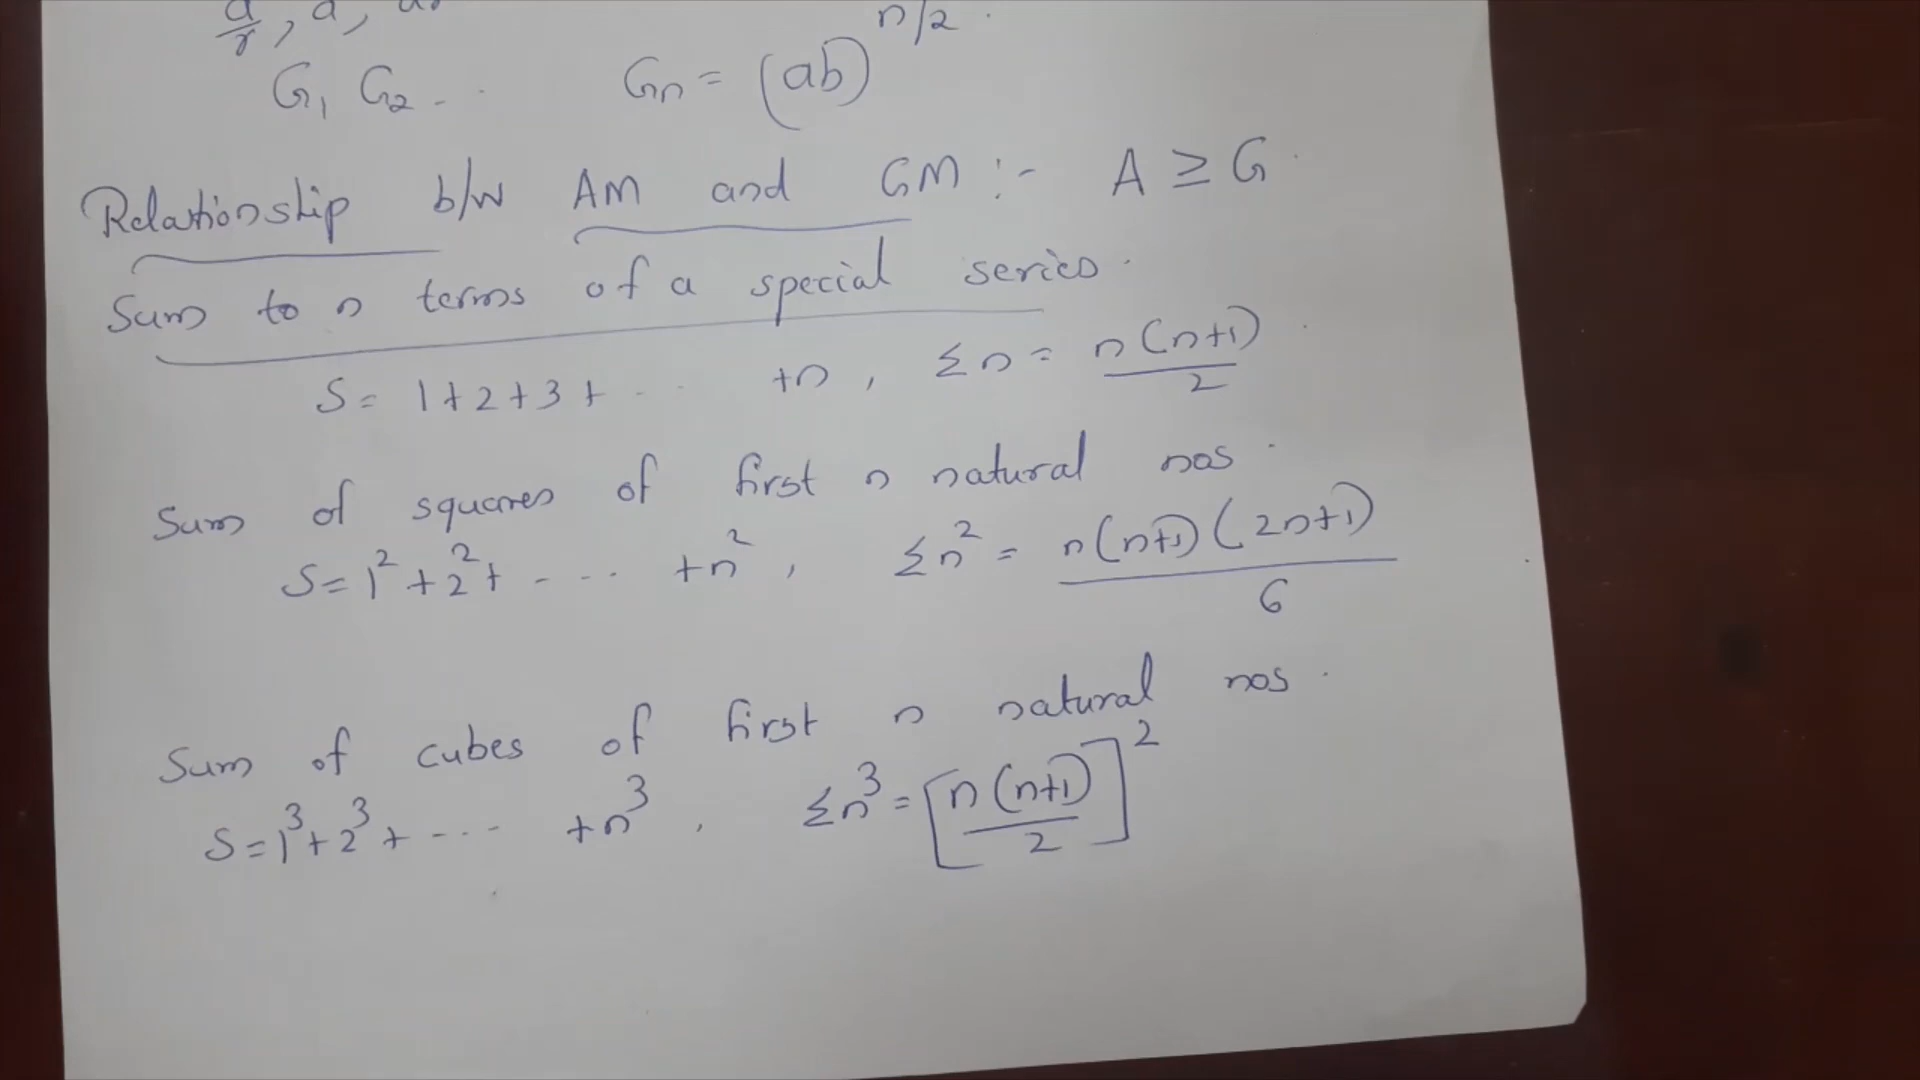 a/r, a,
G₁ G₂ - . . Gn = (ab)^n/2 .
Relationship b/w AM and GM :- A ≥ G .
Sum to n terms of a special series .
S = 1+2+3+ - . . +n , Σn = n(n+1)/2 .
Sum of squares of first n natural nos .
S = 1² + 2² + - ... +n² , Σn² = n(n+1)(2n+1)/6
Sum of cubes of first n natural nos .
S = 1³ + 2³ + - - - - +n³ , Σn³ = [n(n+1)/2]²